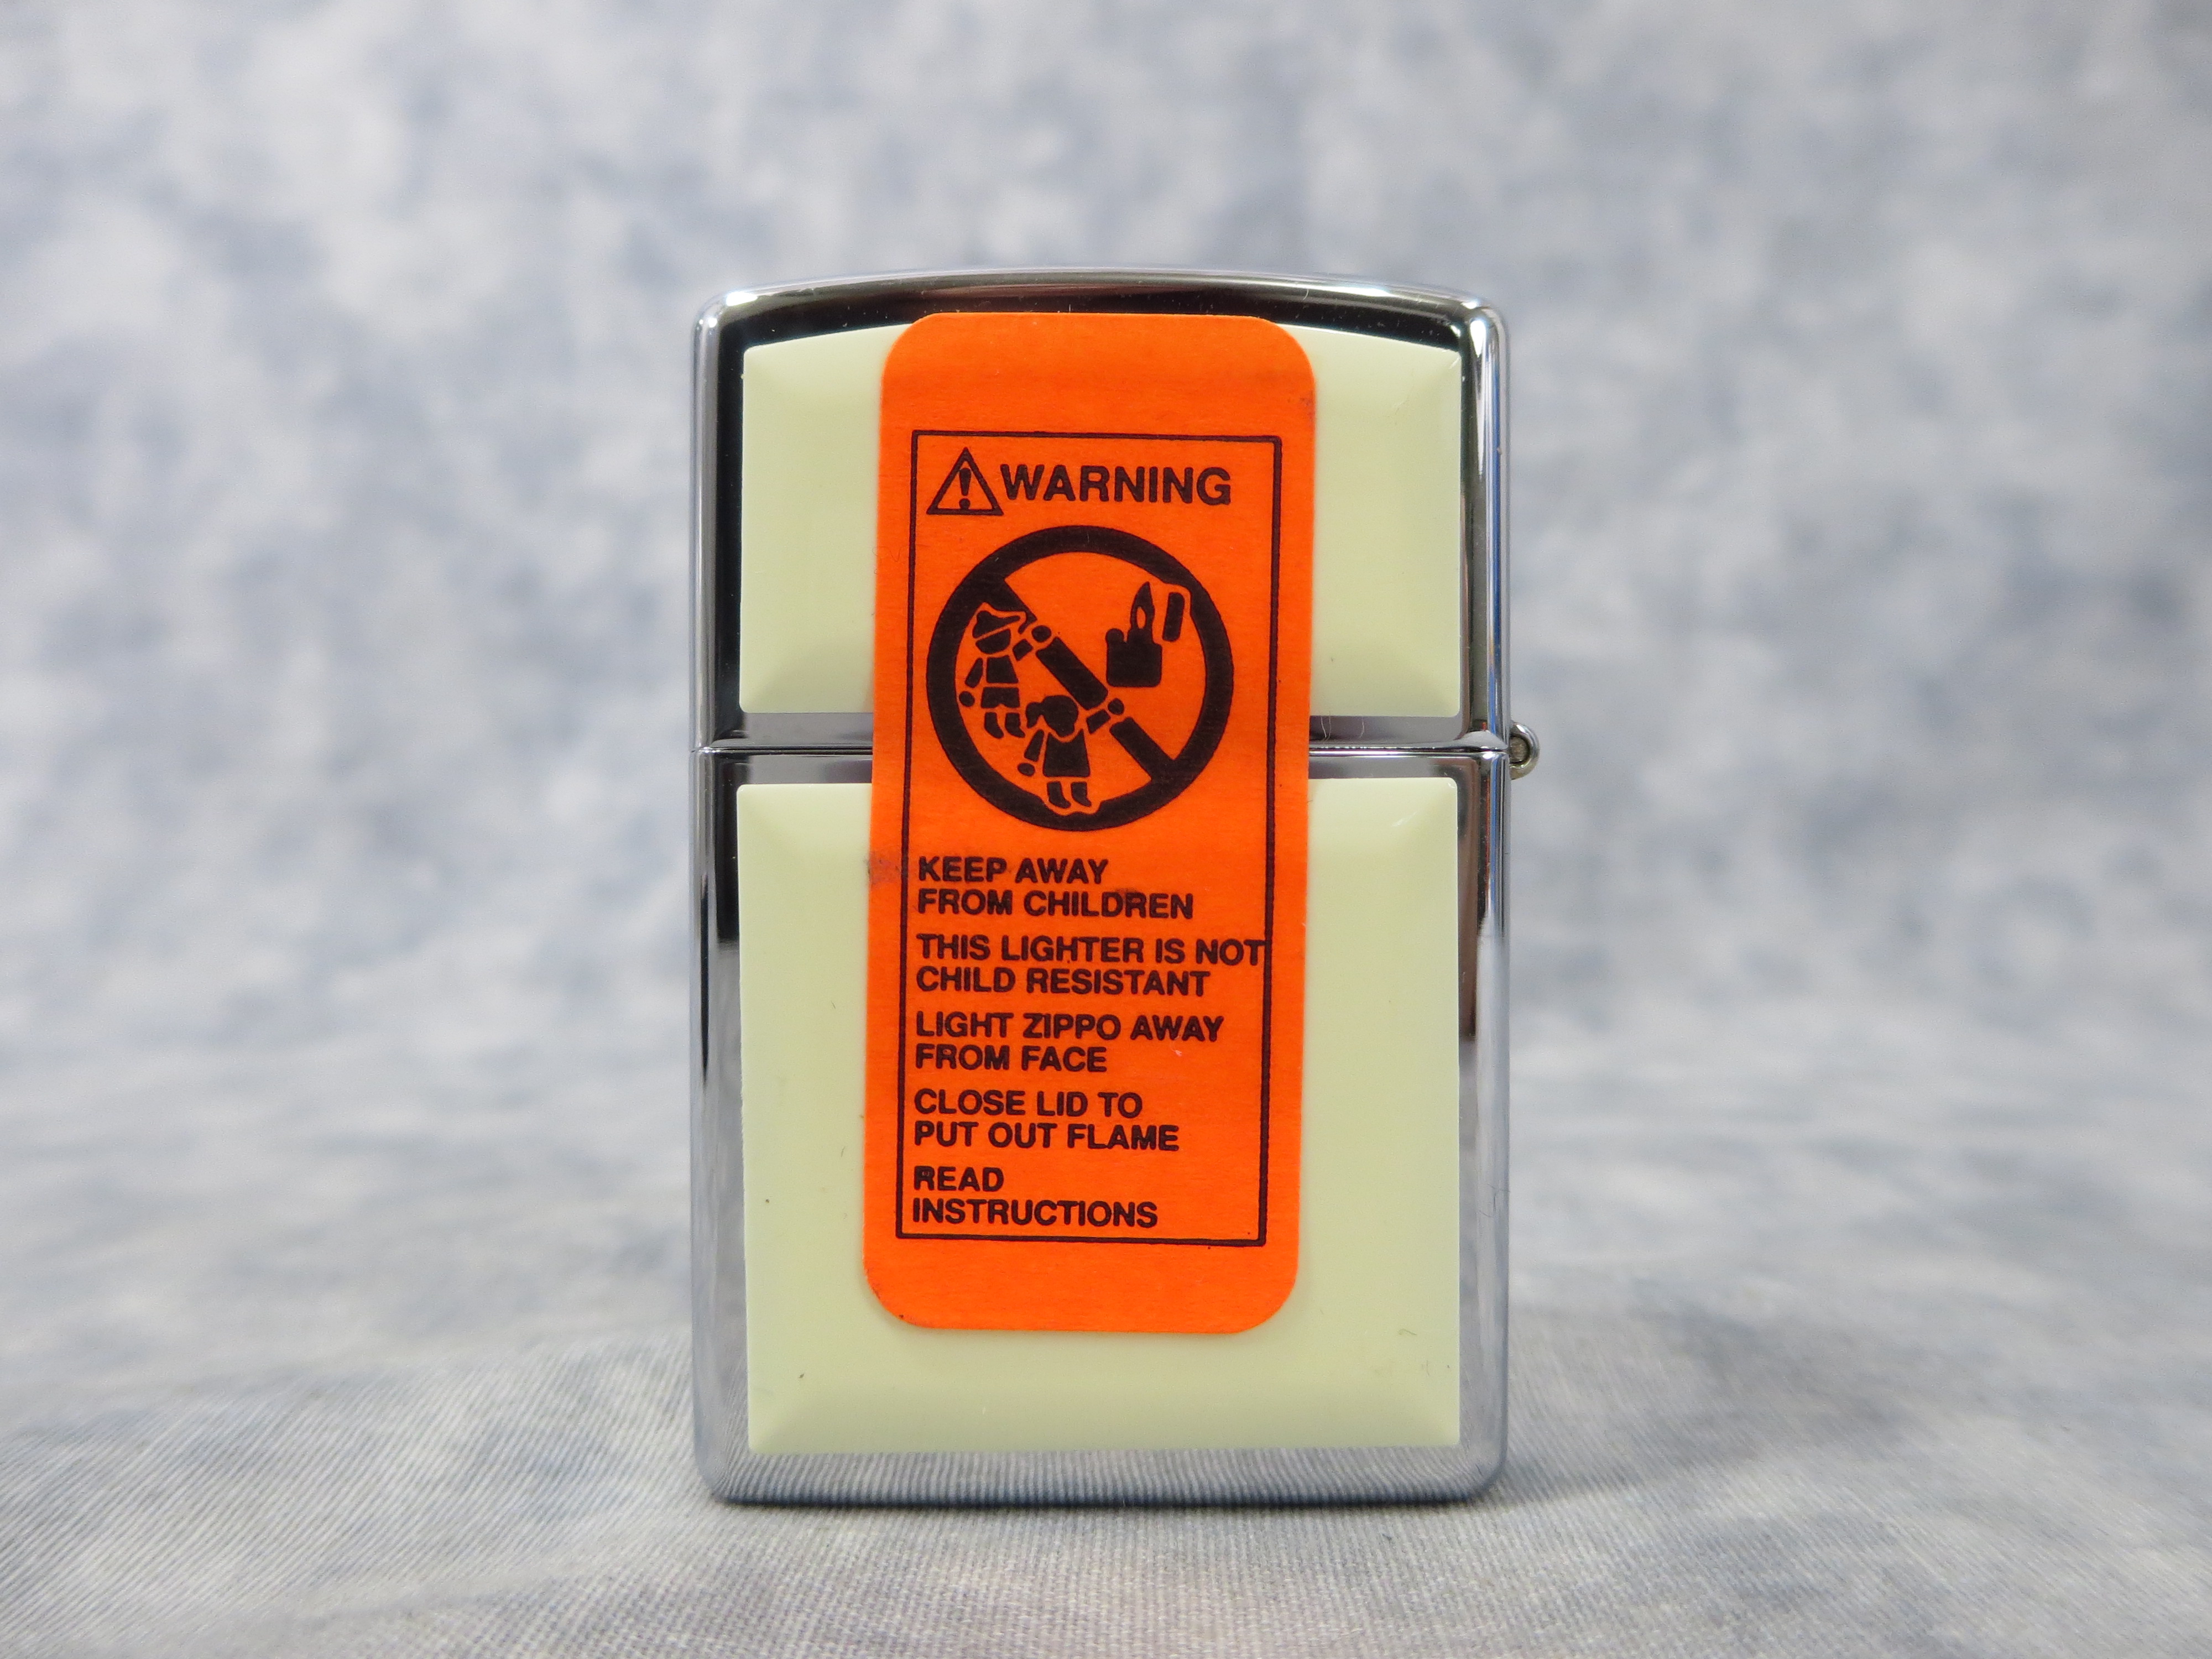 WARNING
KEEP AWAY
FROM CHILDREN
THIS LIGHTER IS NOT
CHILD RESISTANT
LIGHT ZIPPO AWAY
FROM FACE
CLOSE LID TO
PUT OUT FLAME
READ
INSTRUCTIONS